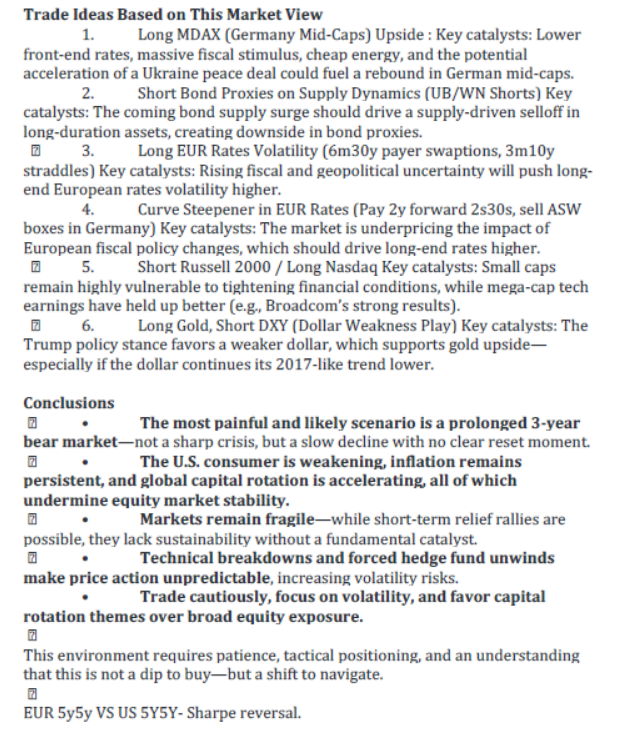 Trade Ideas Based on This Market View
1. Long MDAX (Germany Mid-Caps) Upside : Key catalysts: Lower
front-end rates, massive fiscal stimulus, cheap energy, and the potential
acceleration of a Ukraine peace deal could fuel a rebound in German mid-caps.
2. Short Bond Proxies on Supply Dynamics (UB/WN Shorts) Key
catalysts: The coming bond supply surge should drive a supply-driven selloff in
long-duration assets, creating downside in bond proxies.
3. Long EUR Rates Volatility (6m30y payer swaptions, 3m10y
straddles) Key catalysts: Rising fiscal and geopolitical uncertainty will push long-
end European rates volatility higher.
4. Curve Steepener in EUR Rates (Pay 2y forward 2s30s, sell ASW
boxes in Germany) Key catalysts: The market is underpricing the impact of
European fiscal policy changes, which should drive long-end rates higher.
5. Short Russell 2000 / Long Nasdaq Key catalysts: Small caps
remain highly vulnerable to tightening financial conditions, while mega-cap tech
earnings have held up better (e.g., Broadcom's strong results).
6. Long Gold, Short DXY (Dollar Weakness Play) Key catalysts: The
Trump policy stance favors a weaker dollar, which supports gold upside—
especially if the dollar continues its 2017-like trend lower.
Conclusions
• The most painful and likely scenario is a prolonged 3-year
bear market—not a sharp crisis, but a slow decline with no clear reset moment.
• The U.S. consumer is weakening, inflation remains
persistent, and global capital rotation is accelerating, all of which
undermine equity market stability.
• Markets remain fragile—while short-term relief rallies are
possible, they lack sustainability without a fundamental catalyst.
• Technical breakdowns and forced hedge fund unwinds
make price action unpredictable, increasing volatility risks.
• Trade cautiously, focus on volatility, and favor capital
rotation themes over broad equity exposure.
This environment requires patience, tactical positioning, and an understanding
that this is not a dip to buy—but a shift to navigate.
EUR 5y5y VS US 5Y5Y- Sharpe reversal.